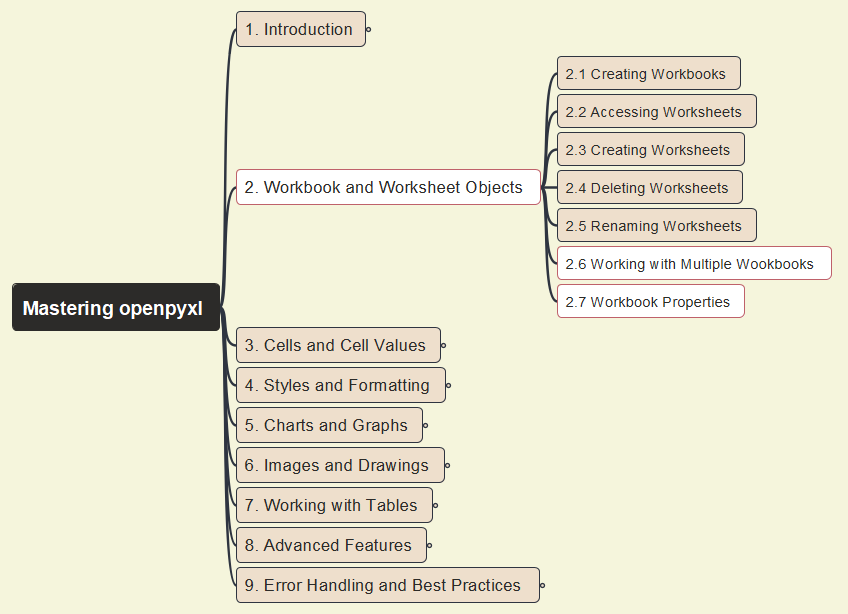 Mastering openpyxl
1. Introduction
2. Workbook and Worksheet Objects
2.1 Creating Workbooks
2.2 Accessing Worksheets
2.3 Creating Worksheets
2.4 Deleting Worksheets
2.5 Renaming Worksheets
2.6 Working with Multiple Wookbooks
2.7 Workbook Properties
3. Cells and Cell Values
4. Styles and Formatting
5. Charts and Graphs
6. Images and Drawings
7. Working with Tables
8. Advanced Features
9. Error Handling and Best Practices